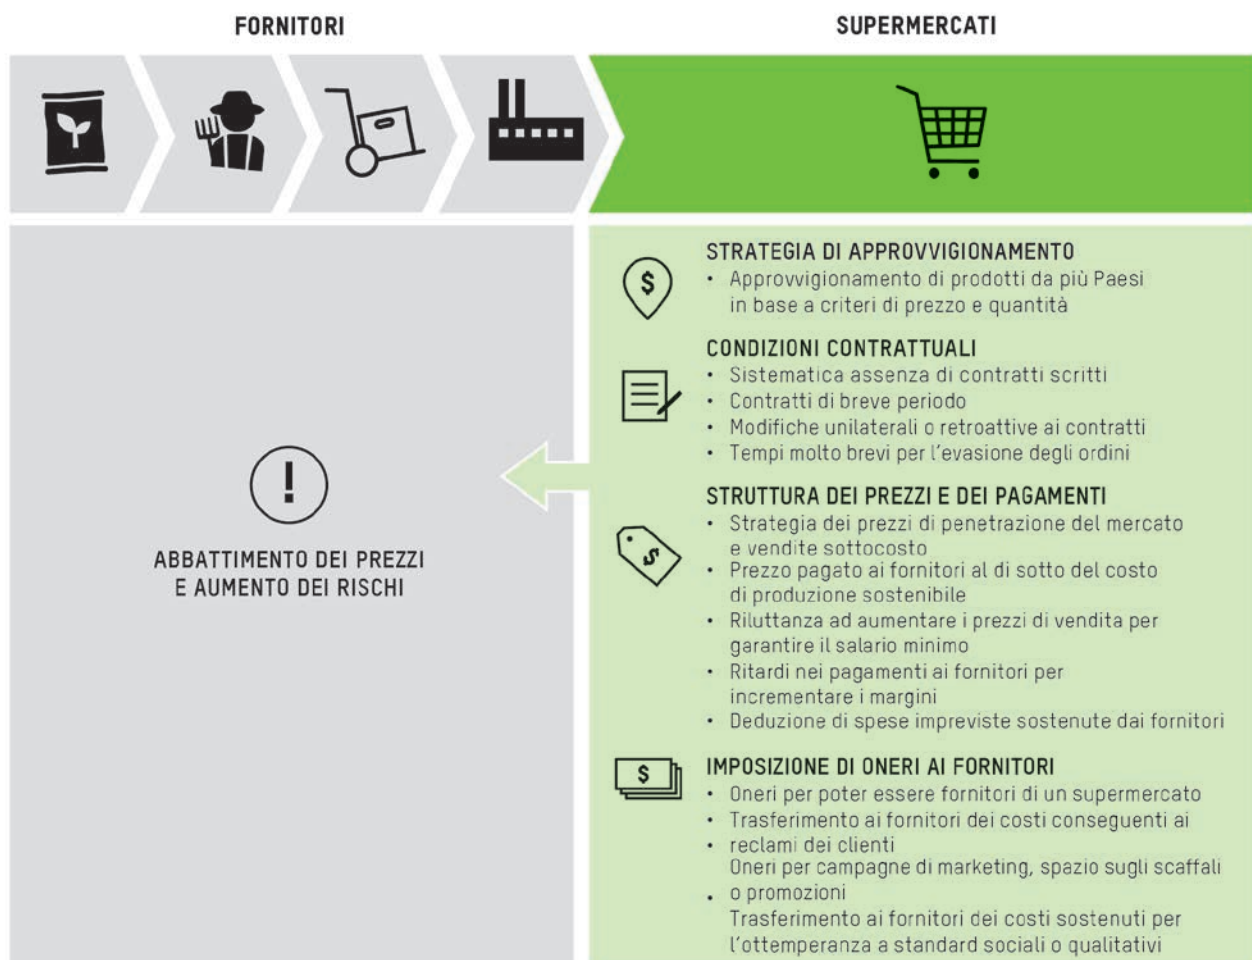 FORNITORI
SUPERMERCATI
ABBATTIMENTO DEI PREZZI
E AUMENTO DEI RISCHI
!
$
STRATEGIA DI APPROVVIGIONAMENTO
• Approvvigionamento di prodotti da più Paesi
in base a criteri di prezzo e quantità
CONDIZIONI CONTRATTUALI
• Sistematica assenza di contratti scritti
• Contratti di breve periodo
• Modifiche unilaterali o retroattive ai contratti
• Tempi molto brevi per l'evasione degli ordini
$
STRUTTURA DEI PREZZI E DEI PAGAMENTI
• Strategia dei prezzi di penetrazione del mercato
e vendite sottocosto
• Prezzo pagato ai fornitori al di sotto del costo
di produzione sostenibile
• Riluttanza ad aumentare i prezzi di vendita per
garantire il salario minimo
• Ritardi nei pagamenti ai fornitori per
incrementare i margini
• Deduzione di spese impreviste sostenute dai fornitori
$
IMPOSIZIONE DI ONERI AI FORNITORI
• Oneri per poter essere fornitori di un supermercato
• Trasferimento ai fornitori dei costi conseguenti ai
• reclami dei clienti
Oneri per campagne di marketing, spazio sugli scaffali
• o promozioni
Trasferimento ai fornitori dei costi sostenuti per
l'ottemperanza a standard sociali o qualitativi